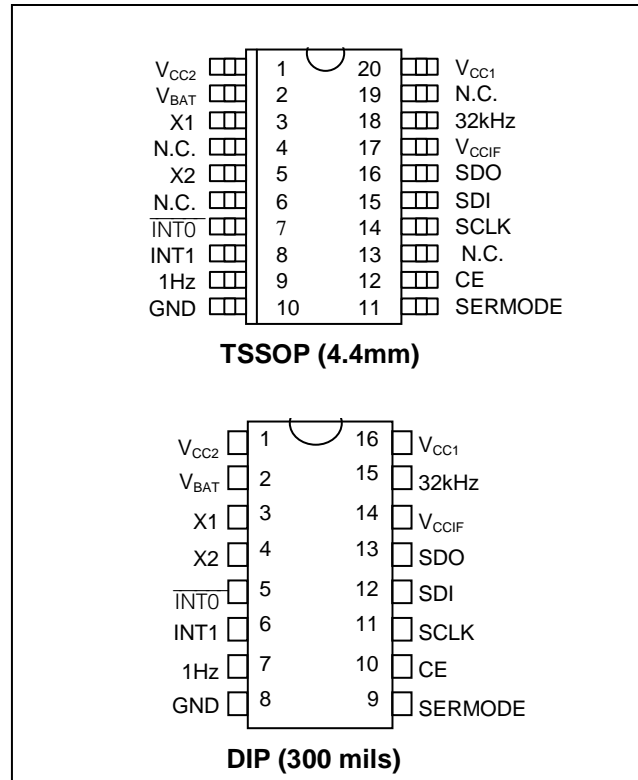 VCC2 1 20 VCC1
VBAT 2 19 N.C.
X1 3 18 32kHz
N.C. 4 17 VCCIF
X2 5 16 SDO
N.C. 6 15 SDI
INT0 7 14 SCLK
INT1 8 13 N.C.
1Hz 9 12 CE
GND 10 11 SERMODE
TSSOP (4.4mm)
VCC2 1 16 VCC1
VBAT 2 15 32kHz
X1 3 14 VCCIF
X2 4 13 SDO
INT0 5 12 SDI
INT1 6 11 SCLK
1Hz 7 10 CE
GND 8 9 SERMODE
DIP (300 mils)